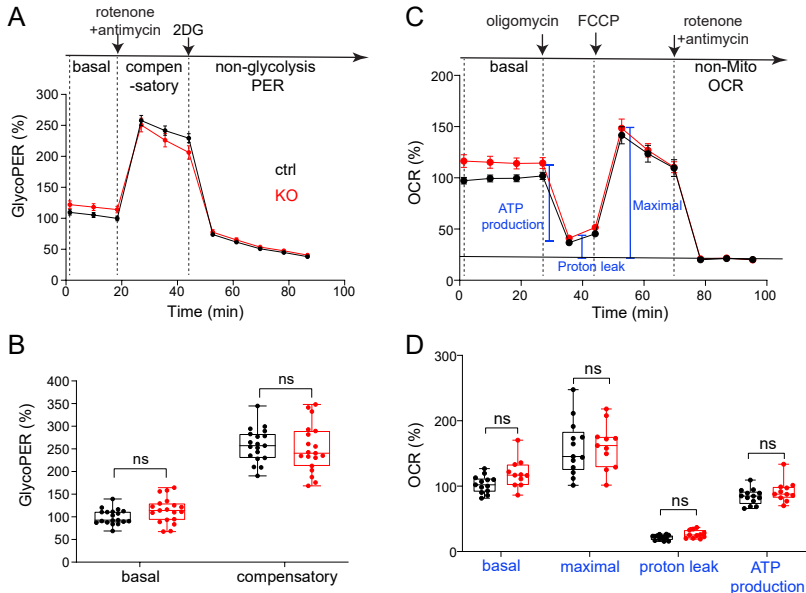 A
rotenone
+antimycin
2DG
basal
compen
-satory
non-glycolysis
PER
300
250
200
150
100
50
0
GlycoPER (%)
ctrl
KO
0
20
40
60
80
100
Time (min)
C
oligomycin
FCCP
rotenone
+antimycin
basal
non-Mito
OCR
200
150
100
50
0
OCR (%)
ATP
production
Maximal
Proton leak
0
20
40
60
80
100
Time (min)
B
400
350
300
250
200
150
100
50
0
GlycoPER (%)
ns
ns
basal
compensatory
D
300
200
150
100
50
0
OCR (%)
ns
ns
ns
ns
basal
maximal
proton leak
ATP
production